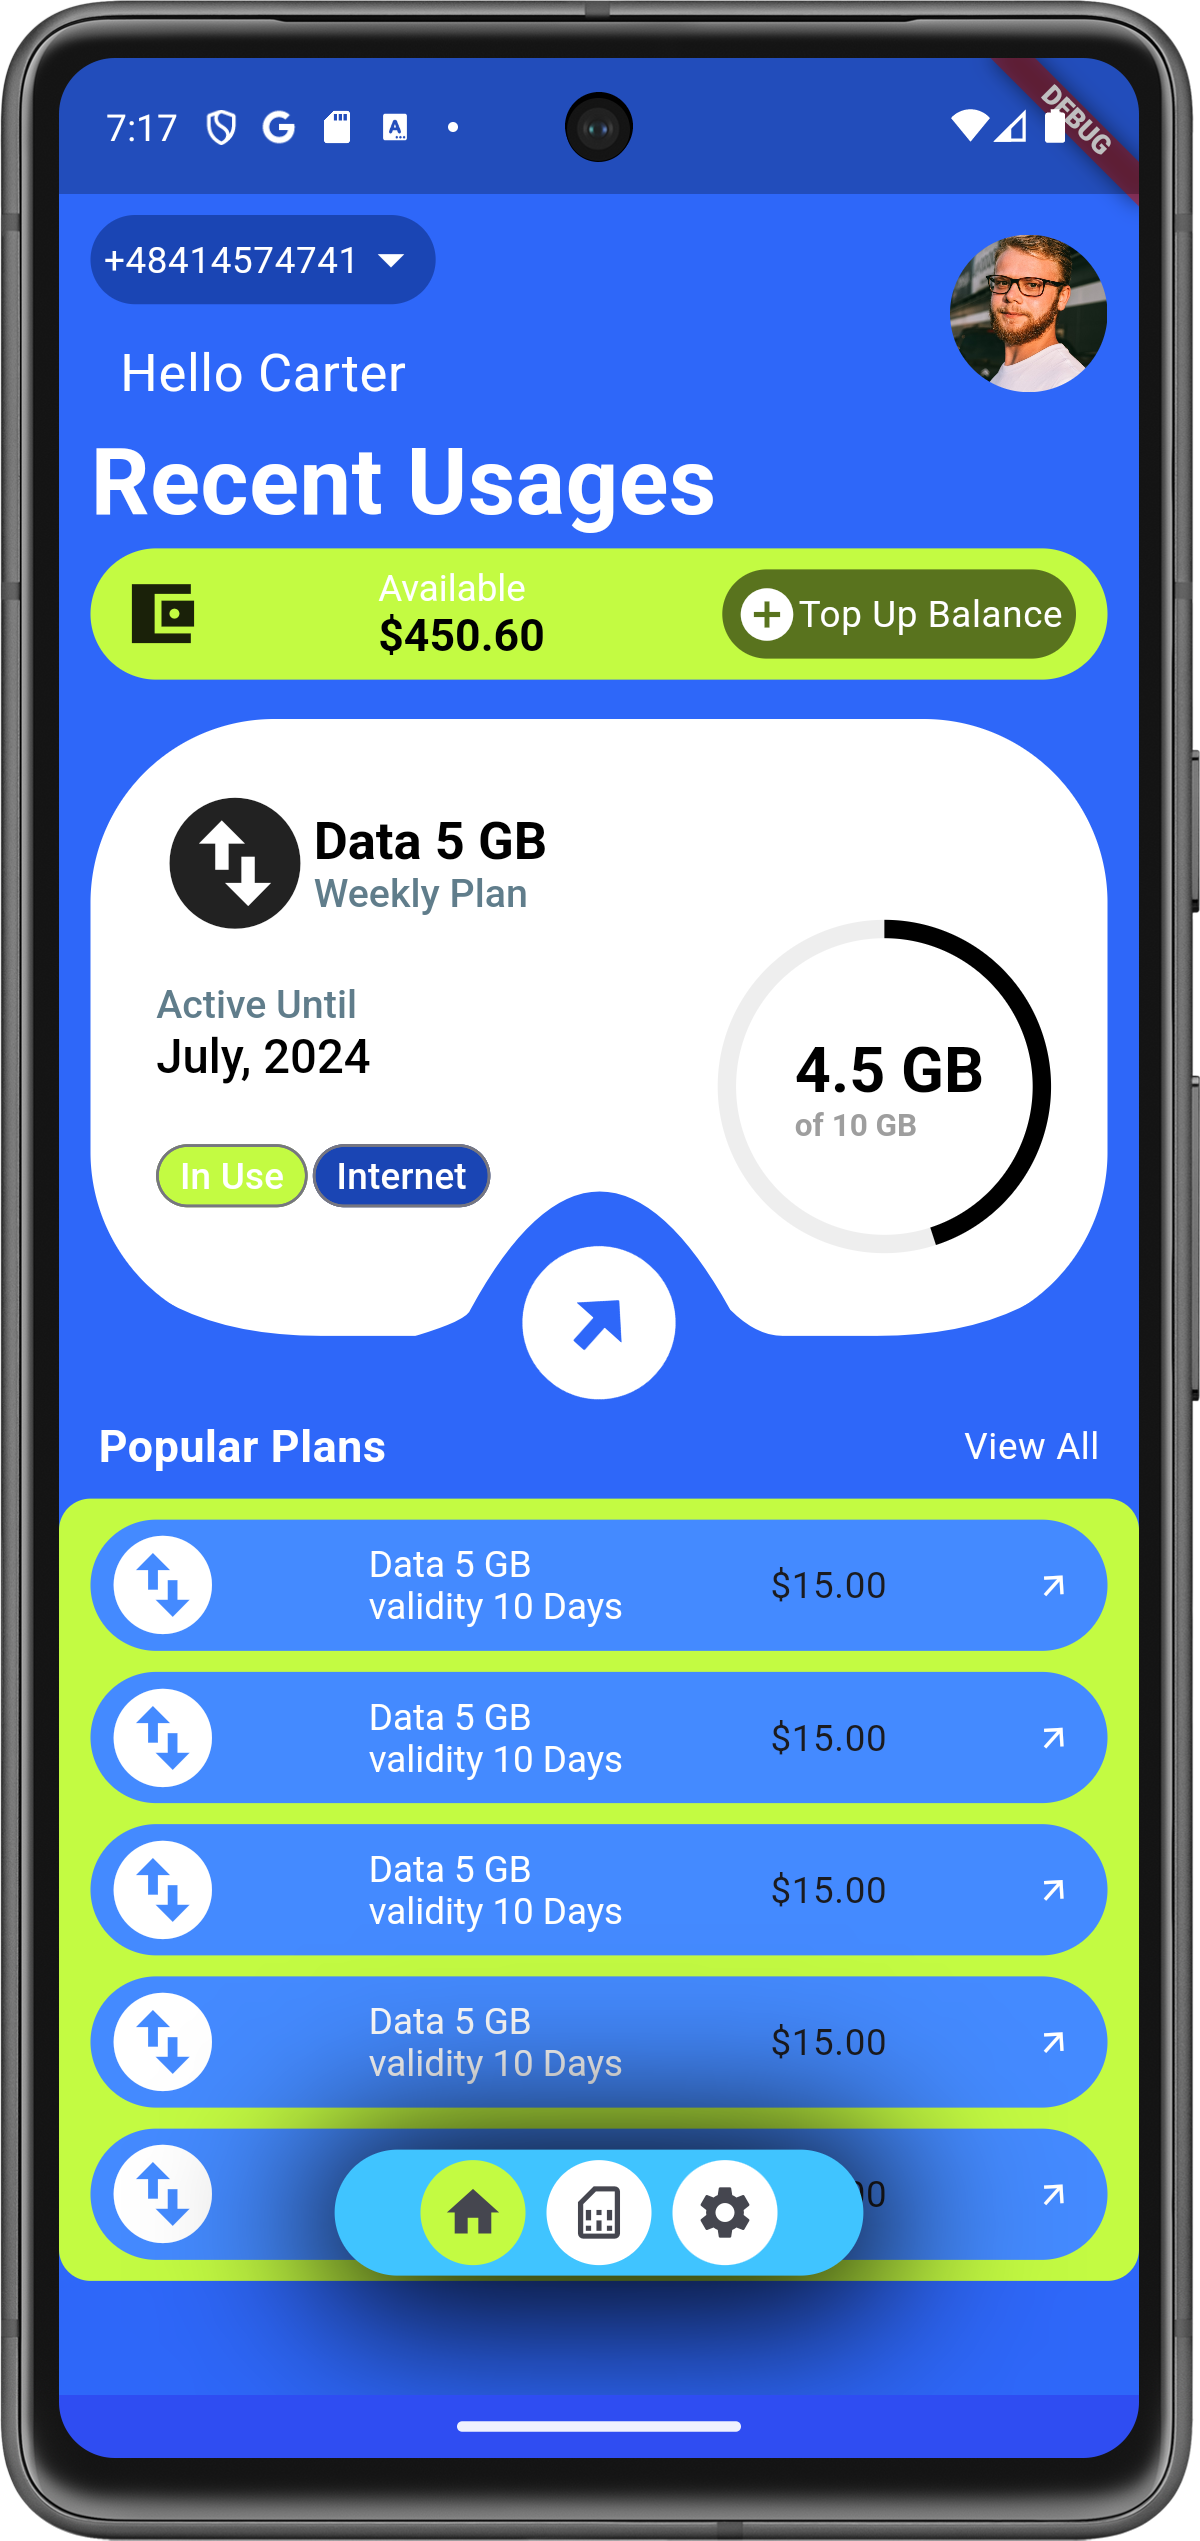 7:17
DEBUG
+48414574741
Hello Carter
Recent Usages
Available
$450.60
Top Up Balance
Data 5 GB
Weekly Plan
Active Until
July, 2024
4.5 GB
of 10 GB
In Use
Internet
Popular Plans
View All
Data 5 GB
validity 10 Days
$15.00
Data 5 GB
validity 10 Days
$15.00
Data 5 GB
validity 10 Days
$15.00
Data 5 GB
validity 10 Days
$15.00